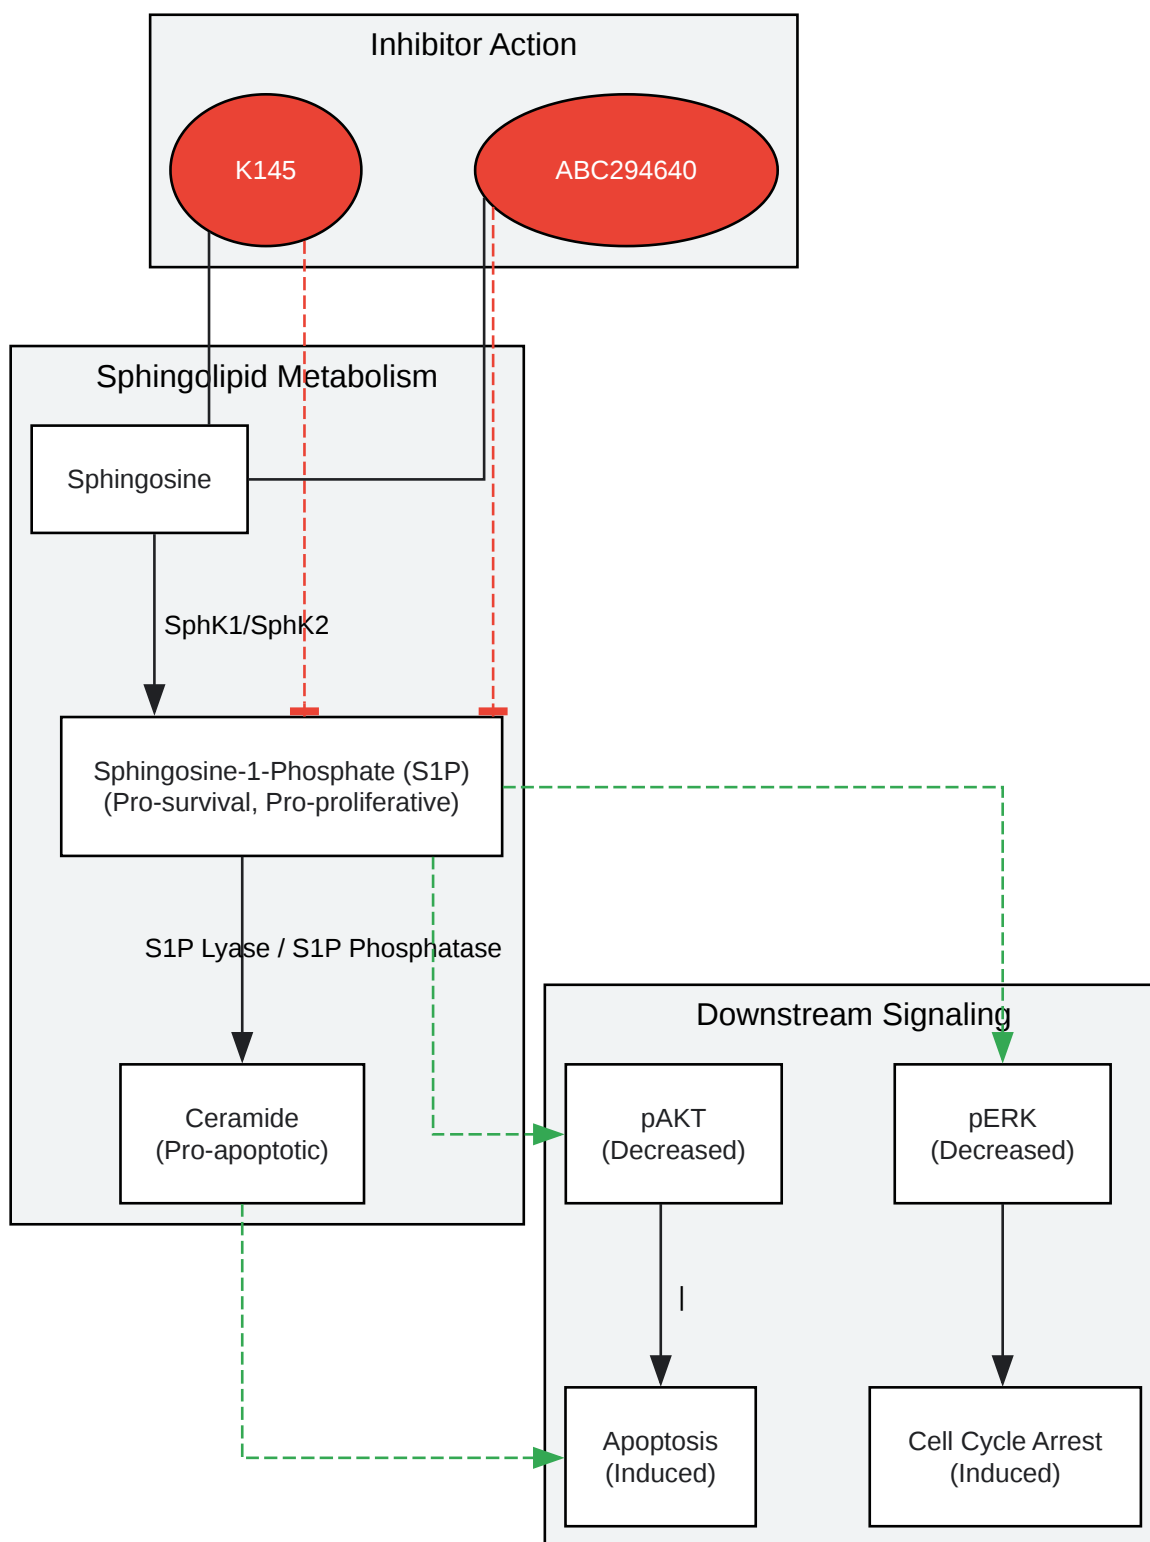 Inhibitor Action
K145
ABC294640
Sphingolipid Metabolism
Sphingosine
SphK1/SphK2
Sphingosine-1-Phosphate (S1P)
(Pro-survival, Pro-proliferative)
S1P Lyase / S1P Phosphatase
Downstream Signaling
Ceramide
(Pro-apoptotic)
pAKT
(Decreased)
pERK
(Decreased)
|
Apoptosis
(Induced)
Cell Cycle Arrest
(Induced)